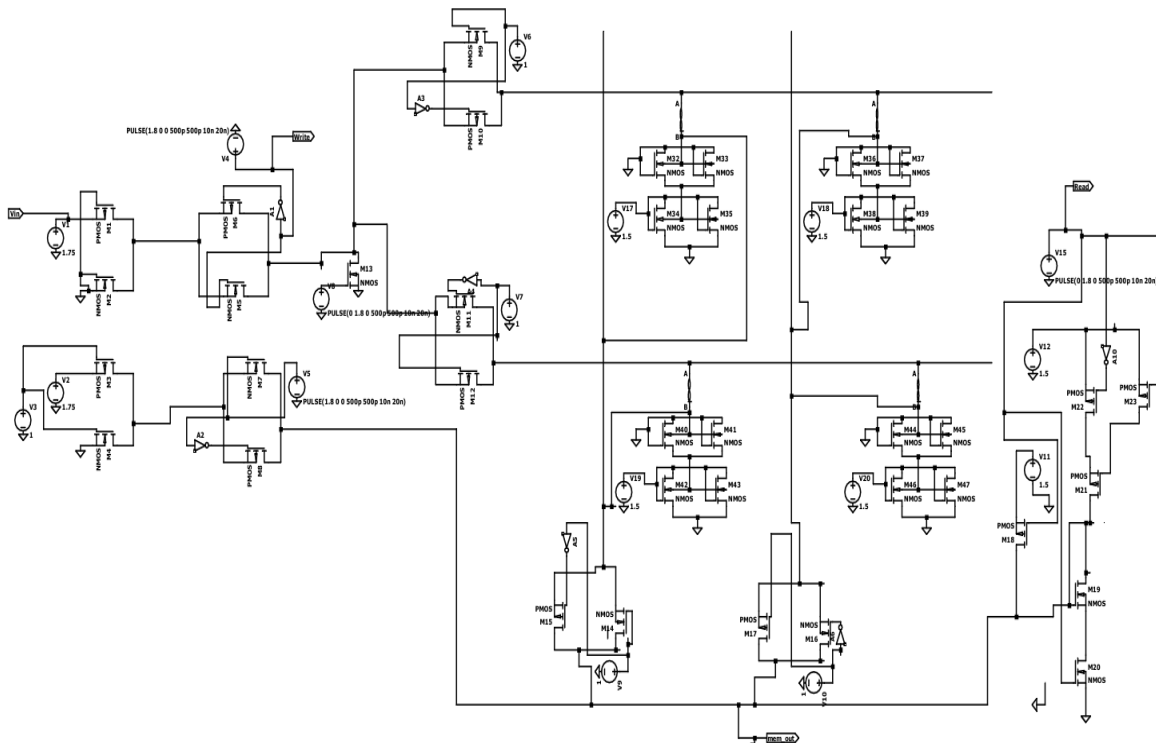 V6
NMOS
M9
1
A3
PMOS
M10
PULSE(1.8 0 0 500p 500p 10n 20n)
V4
Write
Vin
V1
1.75
PMOS
M1
NMOS
M2
PMOS
M6
A1
NMOS
M5
M13
NMOS
V8
PULSE(0 1.8 0 500p 500p 10n 20n)
A4
NMOS
M11
V7
1
PMOS
M12
V3
1
V2
1.75
PMOS
M3
NMOS
M4
NMOS
M7
V5
PULSE(1.8 0 0 500p 500p 10n 20n)
A2
PMOS
M8
A
B
M32
M33
NMOS
NMOS
V17
1.5
M34
M35
NMOS
NMOS
A
B
M36
M37
NMOS
NMOS
V18
1.5
M38
M39
NMOS
NMOS
A
B
M40
M41
NMOS
NMOS
V19
1.5
M42
M43
NMOS
NMOS
A
B
M44
M45
NMOS
NMOS
V20
1.5
M46
M47
NMOS
NMOS
A5
PMOS
M15
NMOS
M14
1
V9
PMOS
M17
NMOS
M16
A6
1
V10
mem_out
Read
V15
PULSE(0 1.8 0 500p 500p 10n 20n)
V12
1.5
A10
PMOS
M22
PMOS
M23
V11
1.5
PMOS
M21
PMOS
M18
M19
NMOS
M20
NMOS